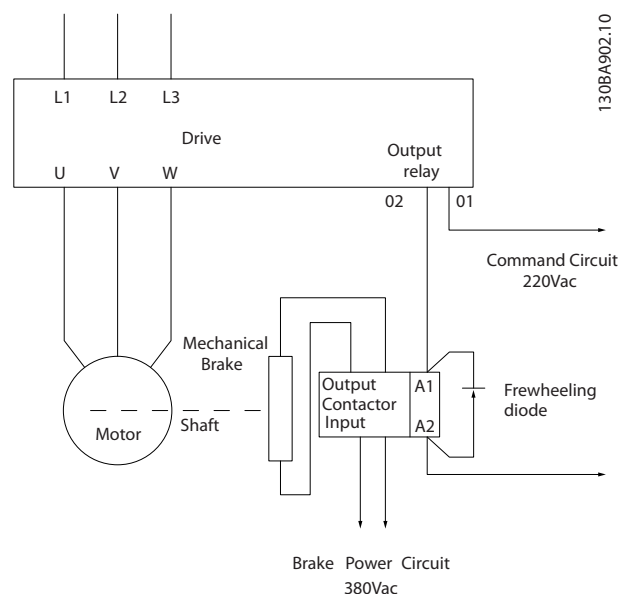 130BA902.10
L1 L2 L3
Drive
U V W
Output
relay
02 01
Command Circuit
220Vac
Mechanical
Brake
Output
Contactor
Input
A1
A2
Frewheeling
diode
Motor
Shaft
Brake Power Circuit
380Vac